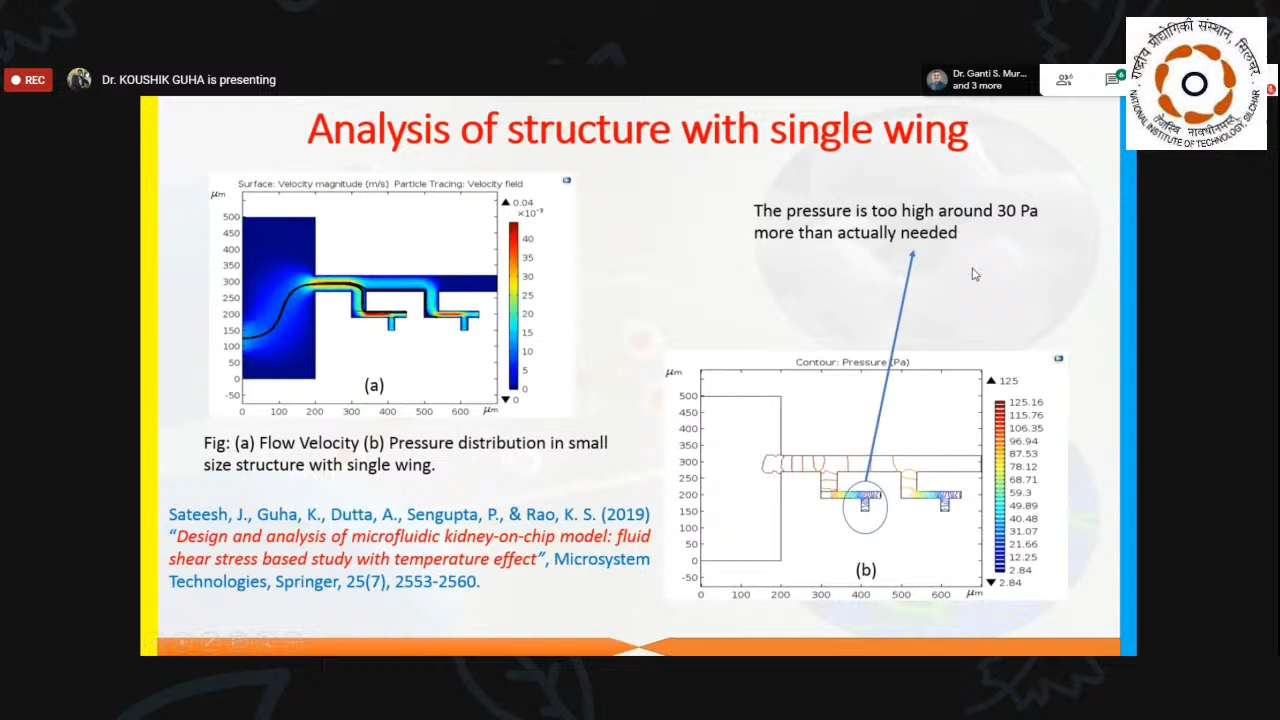 REC
Dr. KOUSHIK GUHA is presenting
Dr. Ganti S. Mur...
and 3 more
6
6
राष्ट्रीय प्रौद्योगिकी संस्थान, सिलचर
NATIONAL INSTITUTE OF TECHNOLOGY, SILCHAR
Analysis of structure with single wing
Surface: Velocity magnitude (m/s) Particle Tracing: Velocity field
μm
500
450
400
350
300
250
200
150
100
50
0
-50
0 100 200 300 400 500 600 μm
▲ 0.04
×10⁻³
40
35
30
25
20
15
10
5
0
▼ 0
(a)
The pressure is too high around 30 Pa
more than actually needed
Fig: (a) Flow Velocity (b) Pressure distribution in small
size structure with single wing.
Sateesh, J., Guha, K., Dutta, A., Sengupta, P., & Rao, K. S. (2019)
“Design and analysis of microfluidic kidney-on-chip model: fluid
shear stress based study with temperature effect”, Microsystem
Technologies, Springer, 25(7), 2553-2560.
Contour: Pressure (Pa)
μm
500
450
400
350
300
250
200
150
100
50
0
-50
0 100 200 300 400 500 600 μm
▲ 125
125.16
115.76
106.35
96.94
87.53
78.12
68.71
59.3
49.89
40.48
31.07
21.66
12.25
2.84
▼ 2.84
(b)